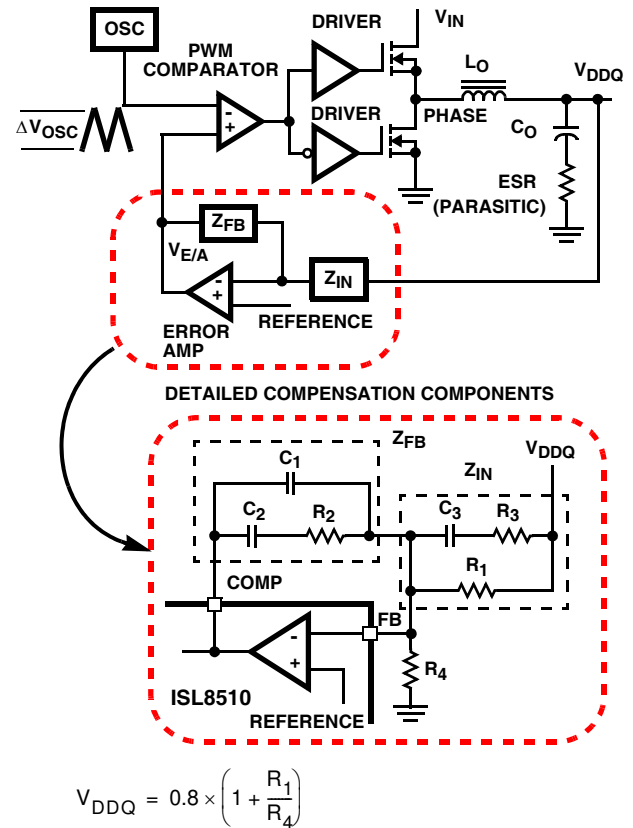 OSC
DRIVER
V_IN
PWM
COMPARATOR
L_O
V_DDQ
ΔV_OSC
-
+
DRIVER
PHASE
C_O
ESR
(PARASITIC)
Z_FB
V_E/A
-
+
Z_IN
REFERENCE
ERROR
AMP
DETAILED COMPENSATION COMPONENTS
Z_FB
V_DDQ
C_1
Z_IN
C_2
R_2
C_3
R_3
R_1
COMP
FB
-
+
R_4
ISL8510
REFERENCE
V_DDQ = 0.8 × (1 + R_1/R_4)